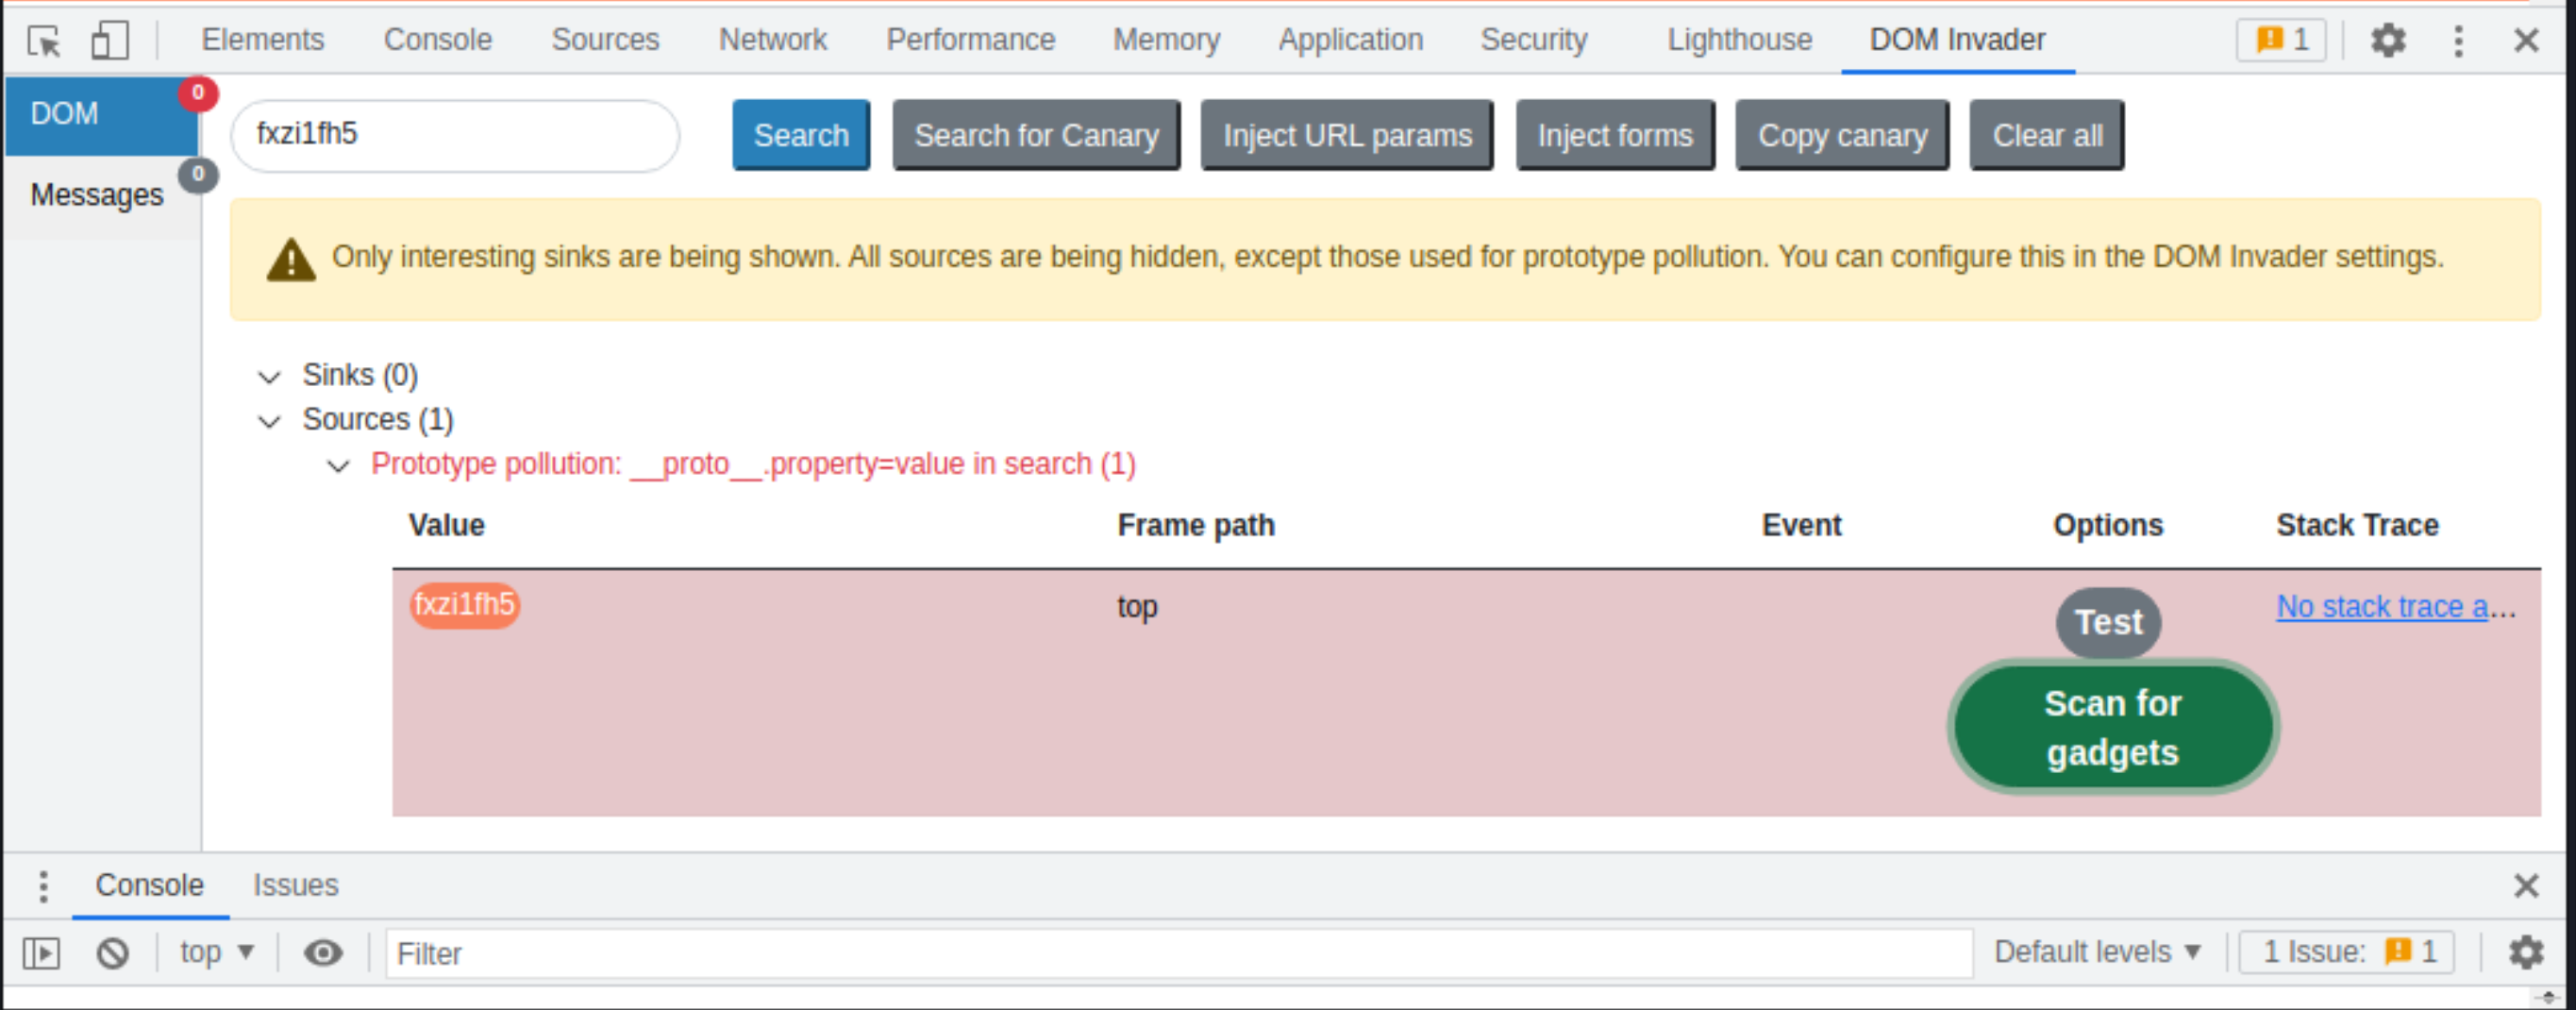 Elements Console Sources Network Performance Memory Application Security Lighthouse DOM Invader 1
DOM 0
Messages 0
fxzi1fh5 Search Search for Canary Inject URL params Inject forms Copy canary Clear all
Only interesting sinks are being shown. All sources are being hidden, except those used for prototype pollution. You can configure this in the DOM Invader settings.
Sinks (0)
Sources (1)
Prototype pollution: __proto__.property=value in search (1)
Value Frame path Event Options Stack Trace
fxzi1fh5 top Test No stack trace a...
Scan for
gadgets
Console Issues
top Filter Default levels 1 Issue: 1